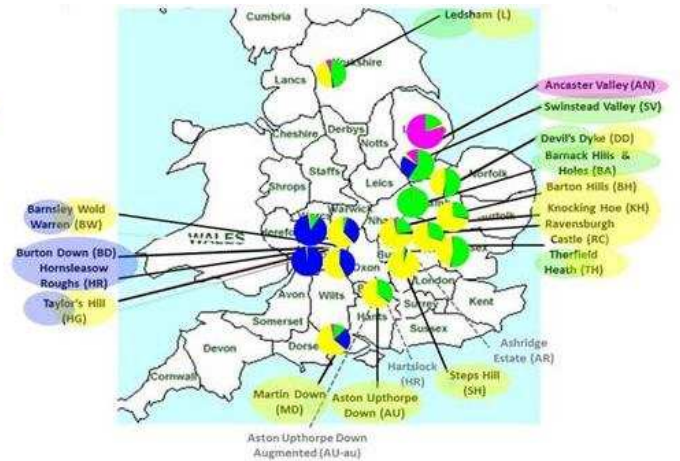 Cumbria
Ledsham (L)
Yorkshire
Lancs
Ancaster Valley (AN)
Swinstead Valley (SV)
Cheshire
Derbys
Notts
Devil's Dyke (DD)
Barnack Hills &
Holes (BA)
Staffs
Leics
Norfolk
Shrops
Barton Hills (BH)
Barnsley Wold
Warren (BW)
Warwick
Knocking Hoe (KH)
Ravensburgh
Castle (RC)
WALES
Burton Down (BD)
Hornsleasow
Roughs (HR)
Therfield
Heath (TH)
Oxon
Taylor's Hill
(HG)
Avon
Wilts
London
Kent
Surrey
Somerset
Hants
Sussex
Devon
Ashridge
Estate (AR)
Hartslock
(HR)
Cornwall
Steps Hill
(SH)
Martin Down
(MD)
Aston Upthorpe
Down (AU)
Aston Upthorpe Down
Augmented (AU-au)